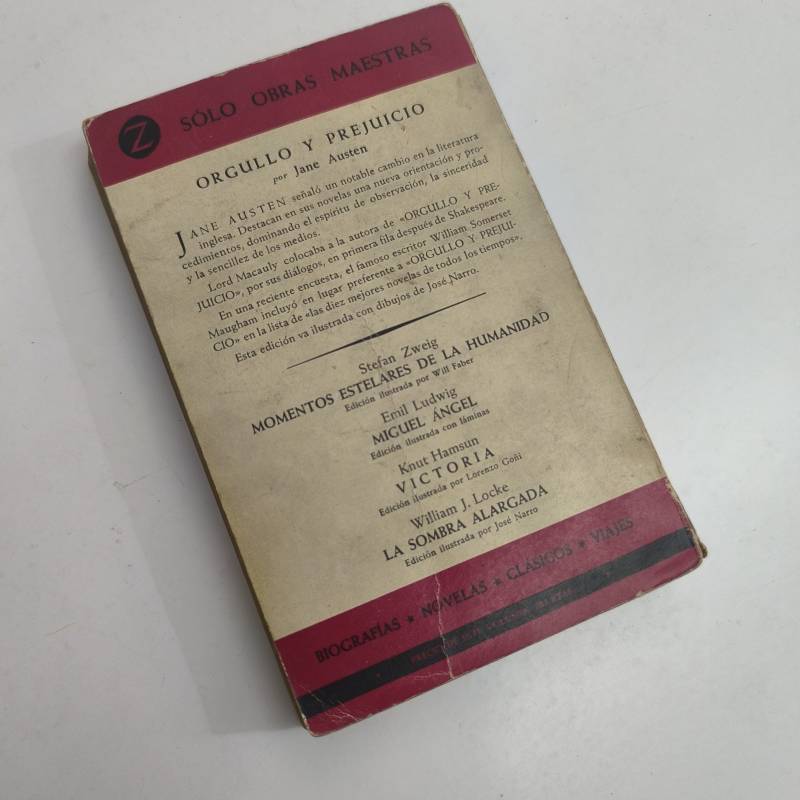 Z SÓLO OBRAS MAESTRAS
ORGULLO Y PREJUICIO
por Jane Austen
JANE AUSTEN señaló un notable cambio en la literatura
inglesa. Destacan en sus novelas una nueva orientación y pro-
cedimientos, dominando el espíritu de observación, la sinceridad
y la sencillez de los medios.
Lord Macauly colocaba a la autora de «ORGULLO Y PRE-
JUICIO», por sus diálogos, en primera fila después de Shakespeare.
En una reciente encuesta, el famoso escritor William Somerset
Maugham incluyó en lugar preferente a «ORGULLO Y PREJUI-
CIO» en la lista de «las diez mejores novelas de todos los tiempos».
Esta edición va ilustrada con dibujos de José Narro.
Stefan Zweig
MOMENTOS ESTELARES DE LA HUMANIDAD
Edición ilustrada por Will Faber
Emil Ludwig
MIGUEL ÁNGEL
Edición ilustrada con láminas
Knut Hamsun
VICTORIA
Edición ilustrada por Lorenzo Goñi
William J. Locke
LA SOMBRA ALARGADA
Edición ilustrada por José Narro
BIOGRAFÍAS ★ NOVELAS ★ CLÁSICOS ★ VIAJES
PRECIO DE ESTE VOLUMEN